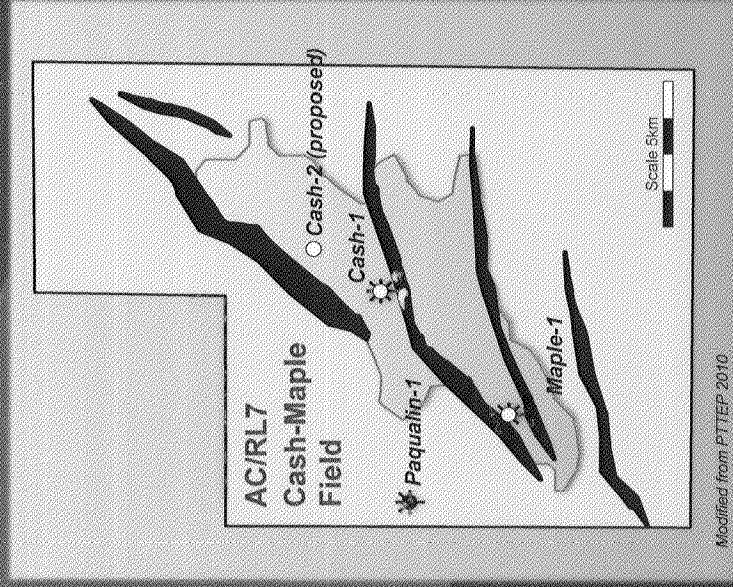 AC/RL7
Cash-Maple
Field
Paqualin-1
Cash-1
Cash-2 (proposed)
Maple-1
Scale 5km
Modified from PTTEP 2010